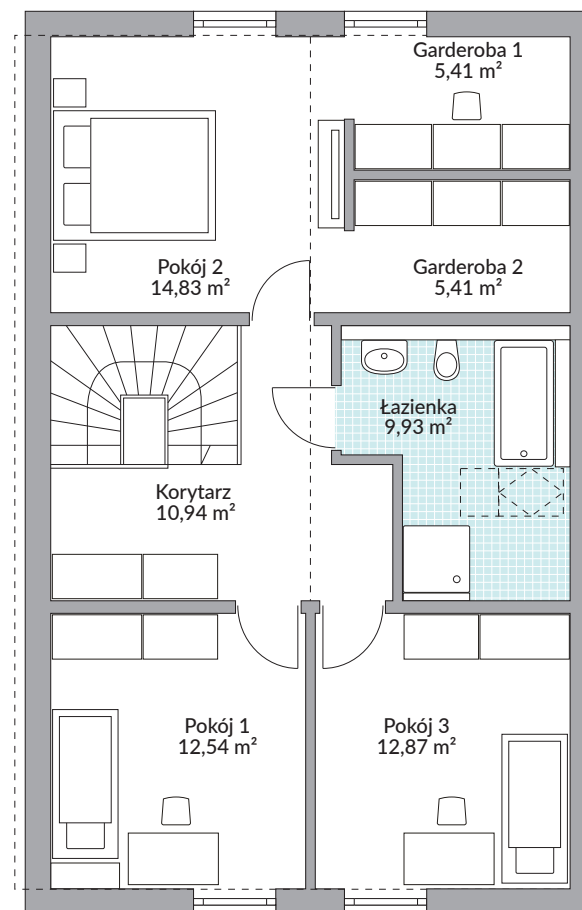 Garderoba 1
5,41 m²
Pokój 2
14,83 m²
Garderoba 2
5,41 m²
Łazienka
9,93 m²
Korytarz
10,94 m²
Pokój 1
12,54 m²
Pokój 3
12,87 m²